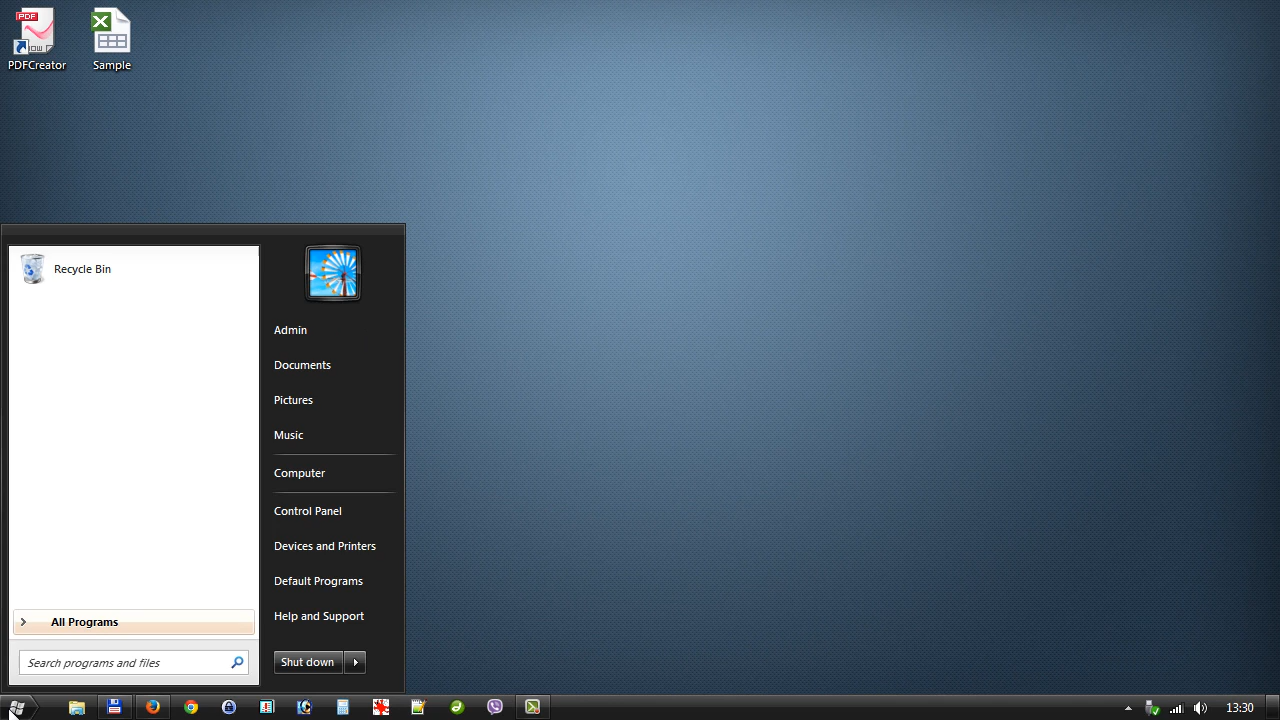 PDF
PDFCreator
Sample
Recycle Bin
All Programs
Search programs and files
Admin
Documents
Pictures
Music
Computer
Control Panel
Devices and Printers
Default Programs
Help and Support
Shut down
13:30